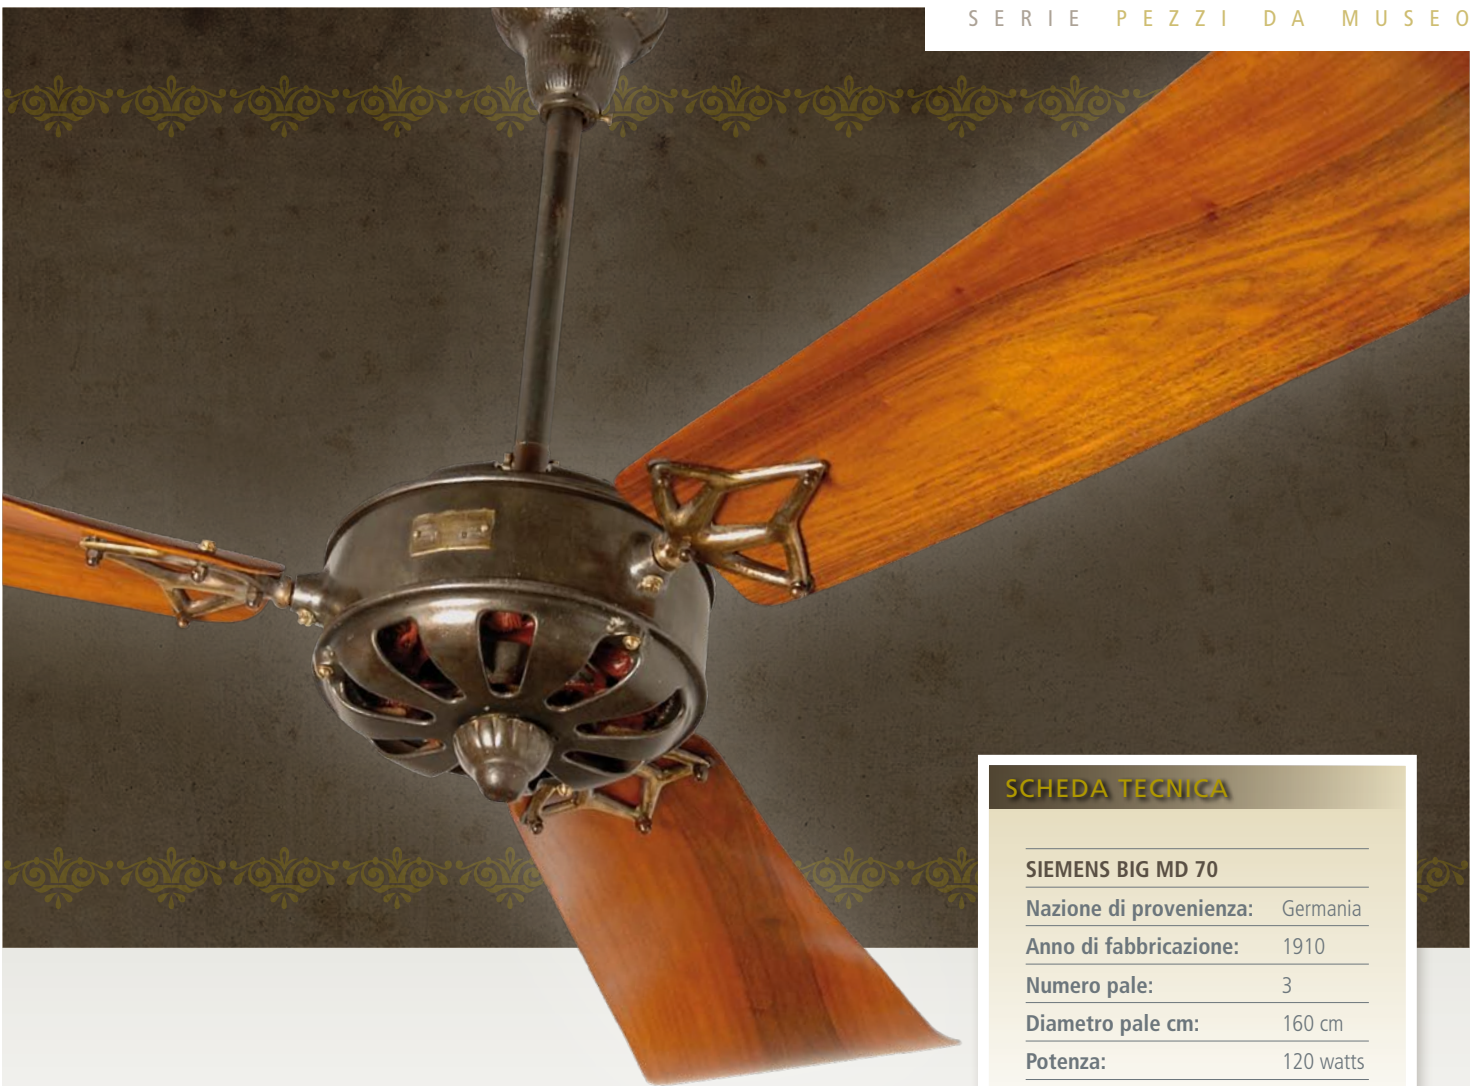 SERIE PEZZI DA MUSEO
SCHEDA TECNICA
SIEMENS BIG MD 70
Nazione di provenienza: Germania
Anno di fabbricazione: 1910
Numero pale: 3
Diametro pale cm: 160 cm
Potenza: 120 watts